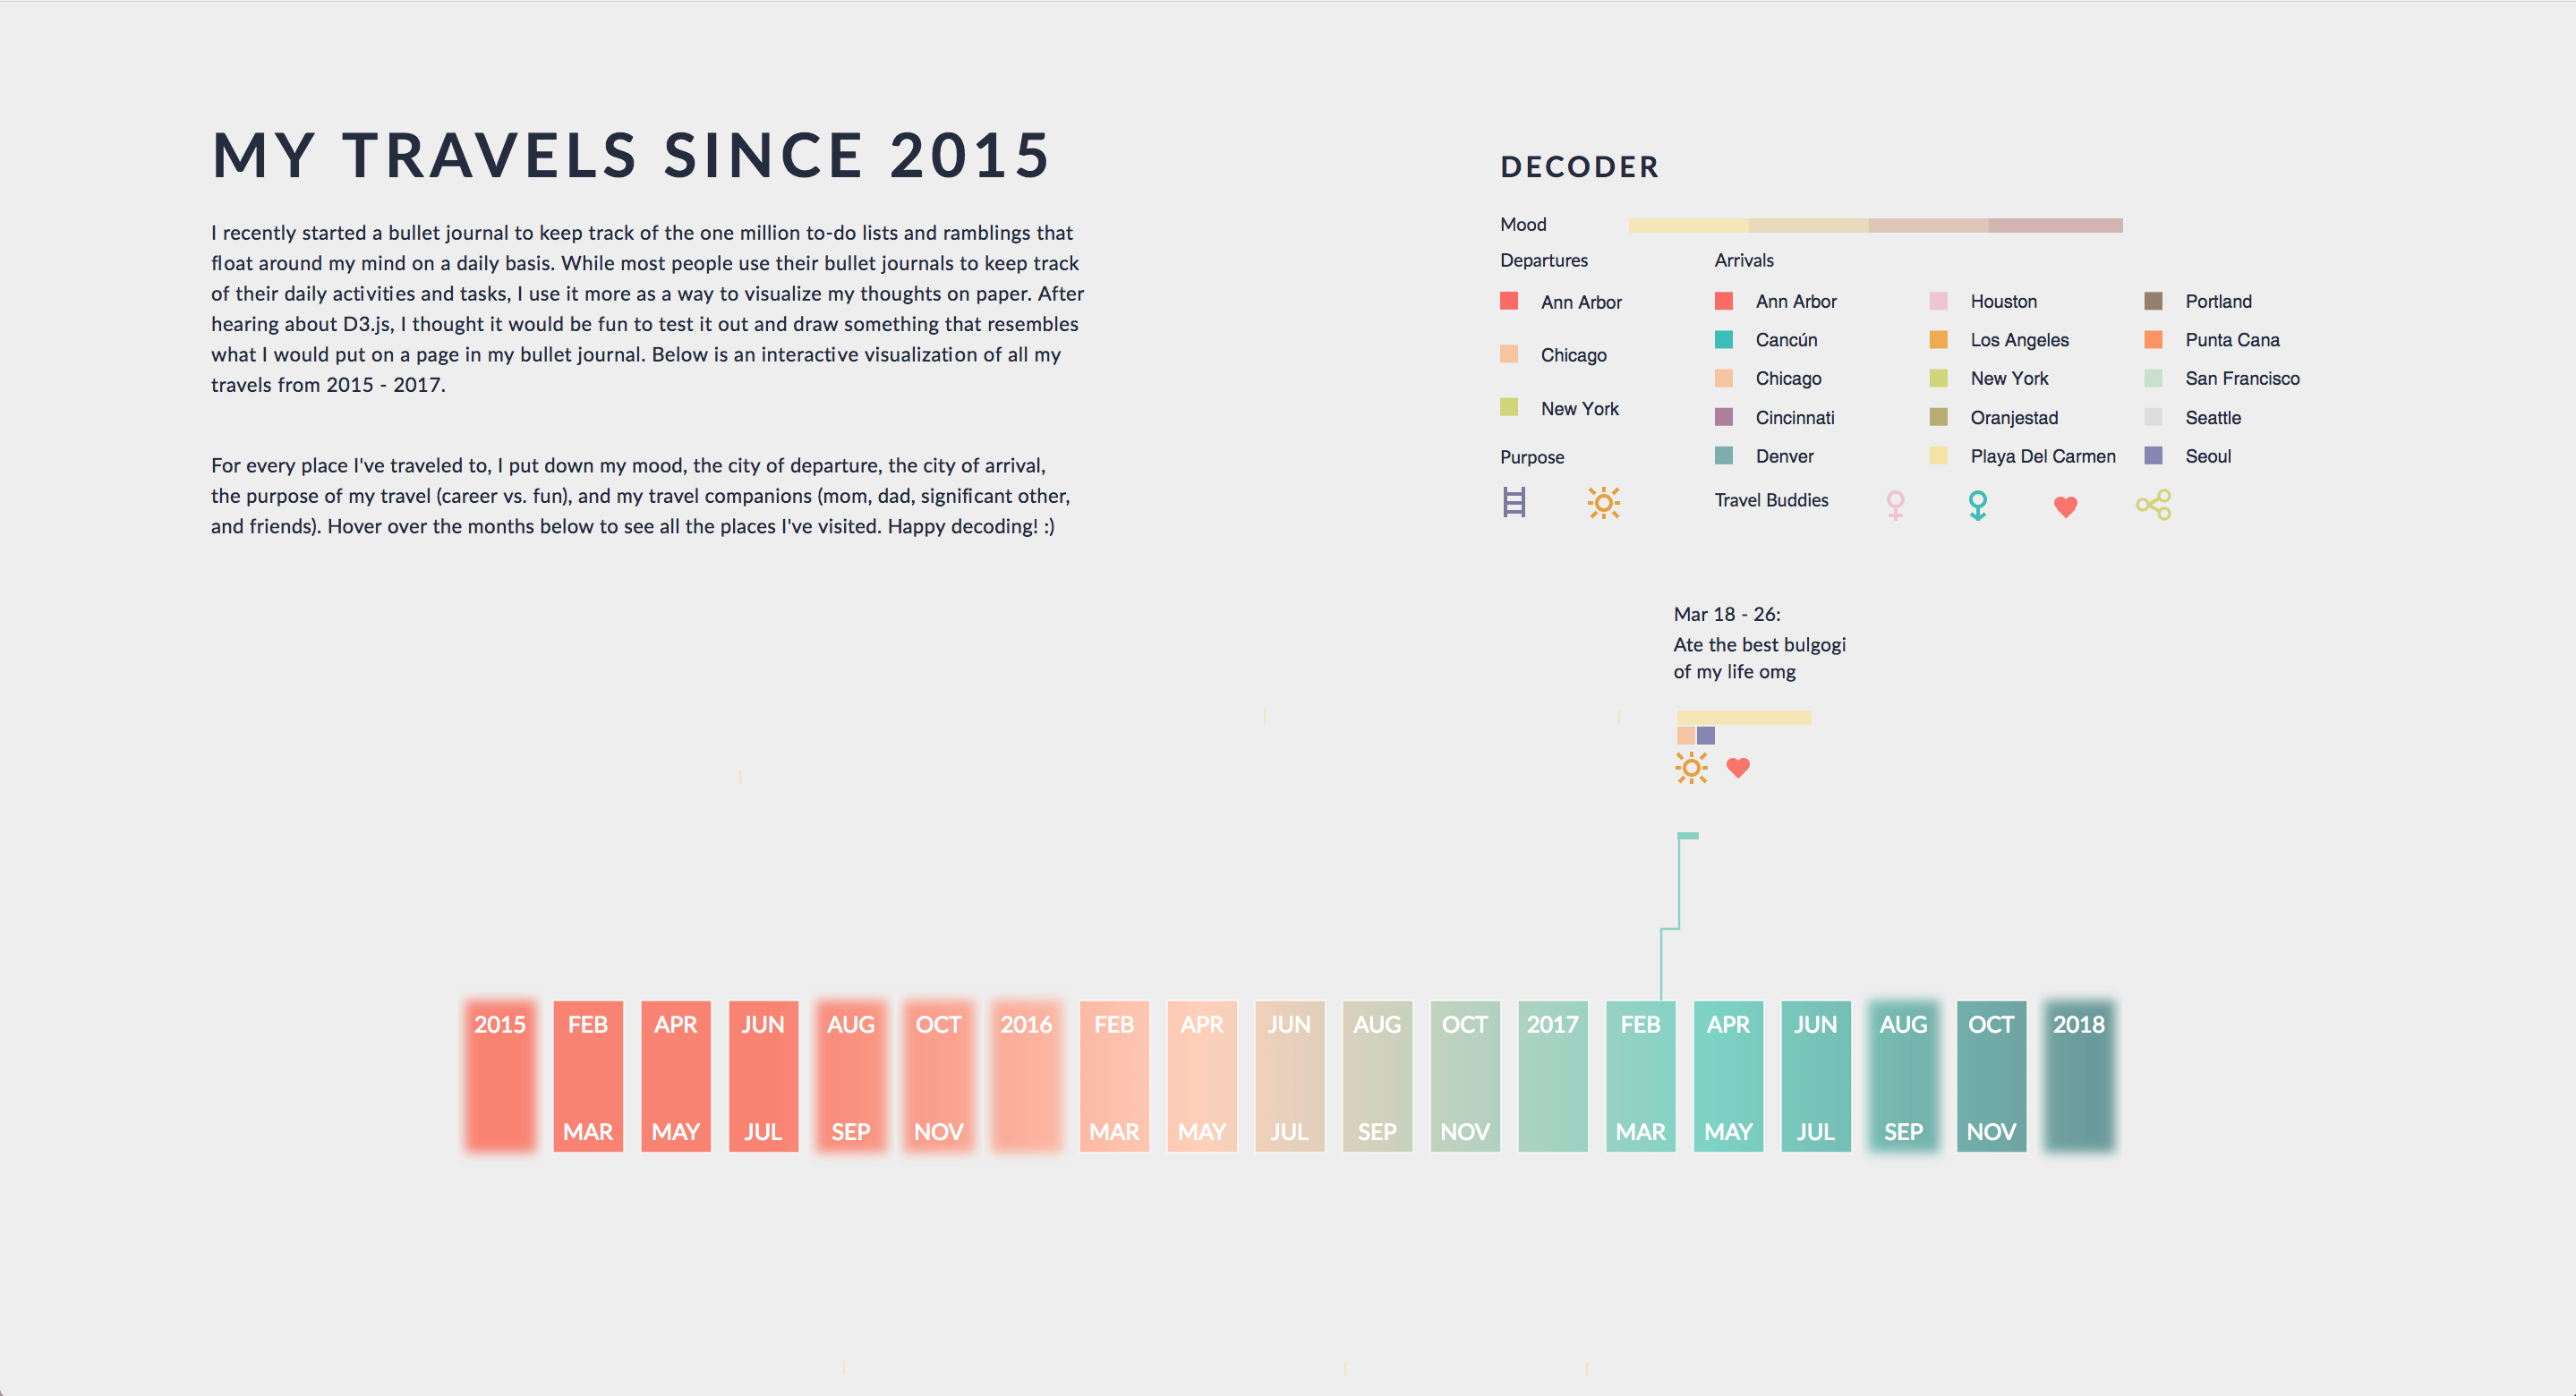 MY TRAVELS SINCE 2015
I recently started a bullet journal to keep track of the one million to-do lists and ramblings that
float around my mind on a daily basis. While most people use their bullet journals to keep track
of their daily activities and tasks, I use it more as a way to visualize my thoughts on paper. After
hearing about D3.js, I thought it would be fun to test it out and draw something that resembles
what I would put on a page in my bullet journal. Below is an interactive visualization of all my
travels from 2015 - 2017.
For every place I've traveled to, I put down my mood, the city of departure, the city of arrival,
the purpose of my travel (career vs. fun), and my travel companions (mom, dad, significant other,
and friends). Hover over the months below to see all the places I've visited. Happy decoding! :)
DECODER
Mood
Departures
Ann Arbor
Chicago
New York
Purpose
Arrivals
Ann Arbor
Cancún
Chicago
Cincinnati
Denver
Houston
Los Angeles
New York
Oranjestad
Playa Del Carmen
Portland
Punta Cana
San Francisco
Seattle
Seoul
Travel Buddies
Mar 18 - 26:
Ate the best bulgogi
of my life omg
2015 FEB APR JUN AUG OCT 2016 FEB APR JUN AUG OCT 2017 FEB APR JUN AUG OCT 2018
MAR MAY JUL SEP NOV MAR MAY JUL SEP NOV MAR MAY JUL SEP NOV